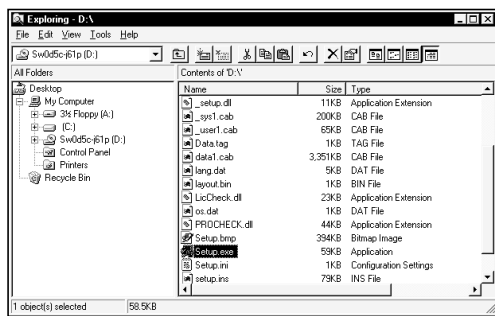 Exploring - D:\
File Edit View Tools Help
Sw0d5c-j61p (D:)
All Folders Contents of 'D:\'
Desktop
My Computer
3½ Floppy (A:)
(C:)
Sw0d5c-j61p (D:)
Control Panel
Printers
Recycle Bin
Name Size Type
_setup.dll 11KB Application Extension
_sys1.cab 200KB CAB File
_user1.cab 65KB CAB File
Data.tag 1KB TAG File
data1.cab 3,351KB CAB File
lang.dat 5KB DAT File
layout.bin 1KB BIN File
LicCheck.dll 23KB Application Extension
os.dat 1KB DAT File
PROCHECK.dll 44KB Application Extension
Setup.bmp 394KB Bitmap Image
Setup.exe 59KB Application
Setup.ini 1KB Configuration Settings
setup.ins 79KB INS File
1 object(s) selected 58.5KB